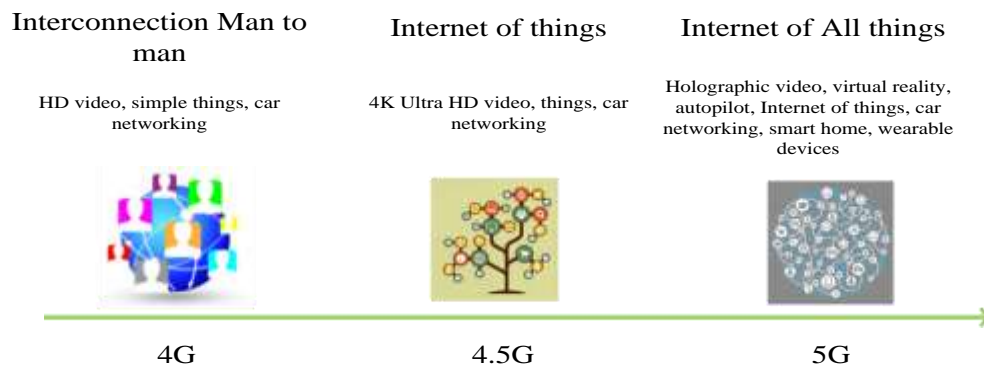 Interconnection Man to
man
HD video, simple things, car
networking
Internet of things
4K Ultra HD video, things, car
networking
Internet of All things
Holographic video, virtual reality,
autopilot, Internet of things, car
networking, smart home, wearable
devices
4G
4.5G
5G